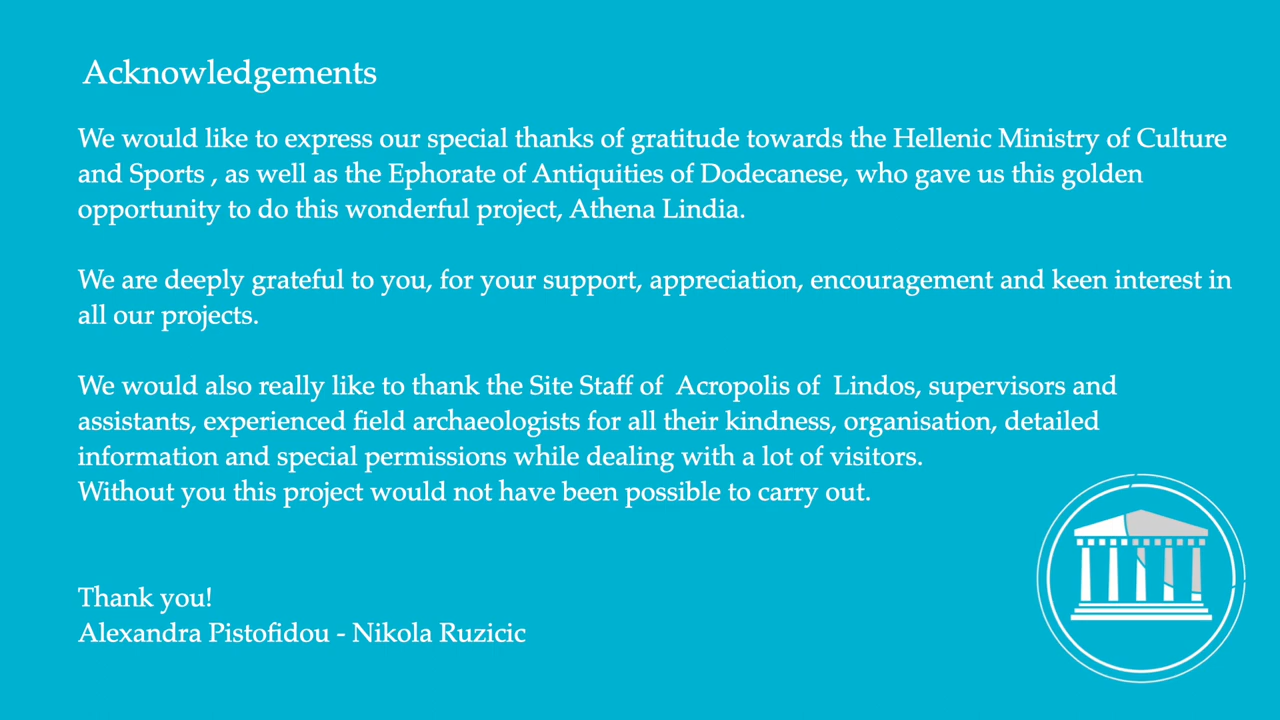 Acknowledgements
We would like to express our special thanks of gratitude towards the Hellenic Ministry of Culture
and Sports , as well as the Ephorate of Antiquities of Dodecanese, who gave us this golden
opportunity to do this wonderful project, Athena Lindia.
We are deeply grateful to you, for your support, appreciation, encouragement and keen interest in
all our projects.
We would also really like to thank the Site Staff of  Acropolis of  Lindos, supervisors and
assistants, experienced field archaeologists for all their kindness, organisation, detailed
information and special permissions while dealing with a lot of visitors.
Without you this project would not have been possible to carry out.
Thank you!
Alexandra Pistofidou - Nikola Ruzicic